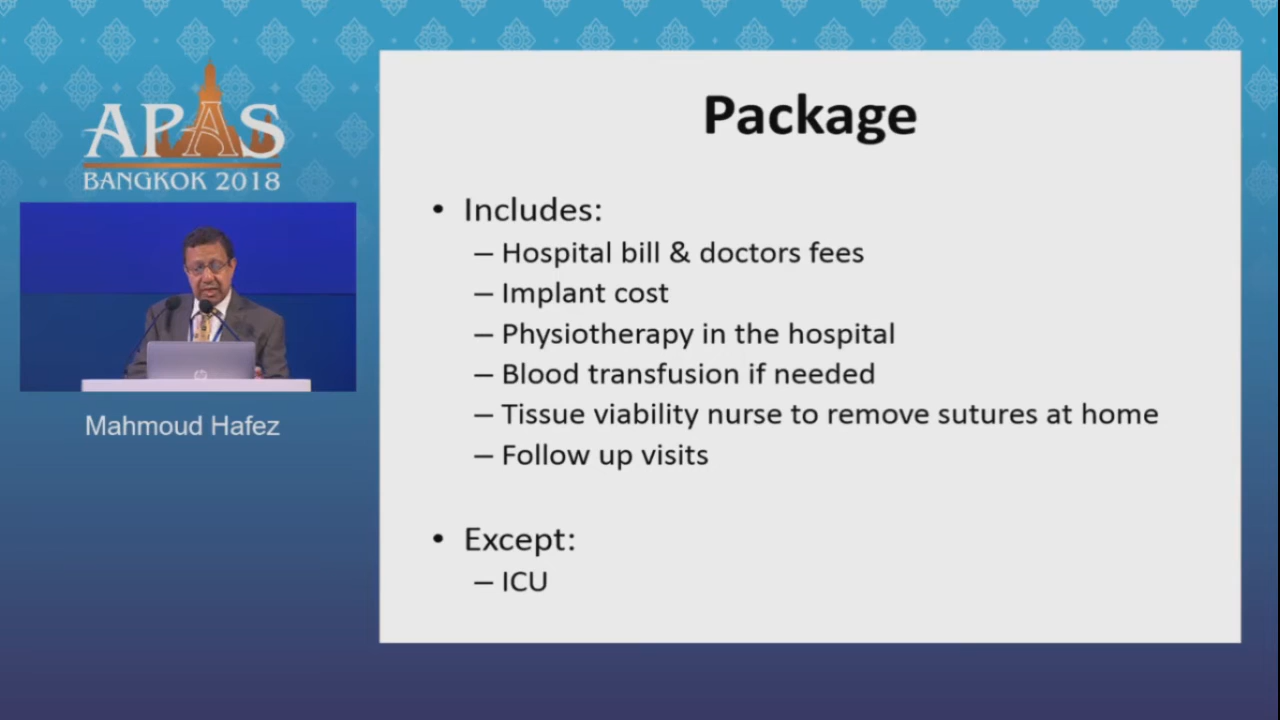 APAS
BANGKOK 2018
Mahmoud Hafez
Package
• Includes:
– Hospital bill & doctors fees
– Implant cost
– Physiotherapy in the hospital
– Blood transfusion if needed
– Tissue viability nurse to remove sutures at home
– Follow up visits
• Except:
– ICU